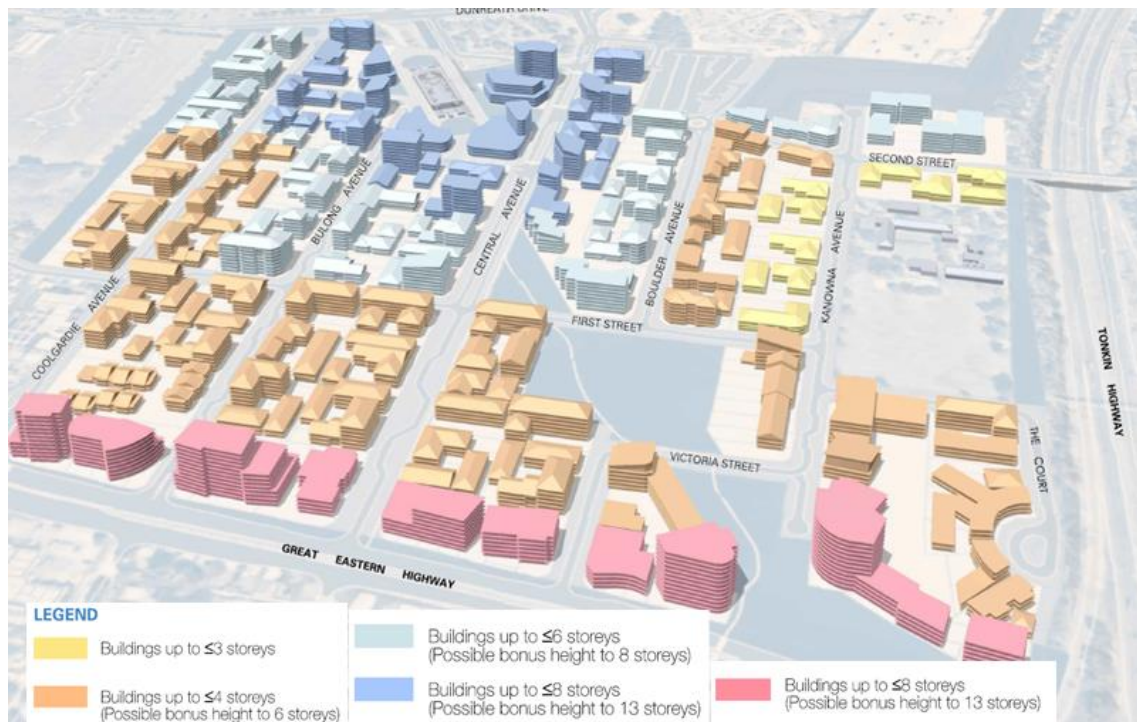 DUNREATH DRIVE
SECOND STREET
BULONG AVENUE
CENTRAL AVENUE
BOULDER AVENUE
KANOWNA AVENUE
COOLGARDIE AVENUE
FIRST STREET
TONKIN HIGHWAY
VICTORIA STREET
THE COURT
GREAT EASTERN HIGHWAY
LEGEND
Buildings up to ≤3 storeys
Buildings up to ≤4 storeys
(Possible bonus height to 6 storeys)
Buildings up to ≤6 storeys
(Possible bonus height to 8 storeys)
Buildings up to ≤8 storeys
(Possible bonus height to 13 storeys)
Buildings up to ≤8 storeys
(Possible bonus height to 13 storeys)